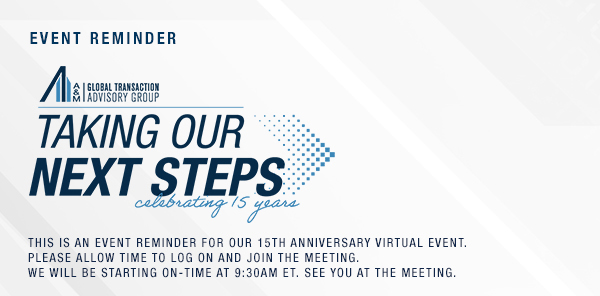 EVENT REMINDER
A&M
GLOBAL TRANSACTION
ADVISORY GROUP
TAKING OUR
NEXT STEPS
celebrating 15 years
THIS IS AN EVENT REMINDER FOR OUR 15TH ANNIVERSARY VIRTUAL EVENT.
PLEASE ALLOW TIME TO LOG ON AND JOIN THE MEETING.
WE WILL BE STARTING ON-TIME AT 9:30AM ET. SEE YOU AT THE MEETING.